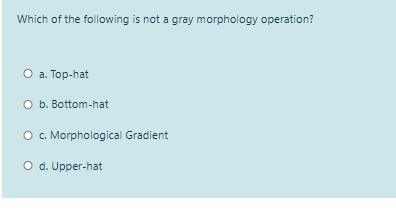 Which of the following is not a gray morphology operation?
a. Top-hat
b. Bottom-hat
c. Morphological Gradient
d. Upper-hat